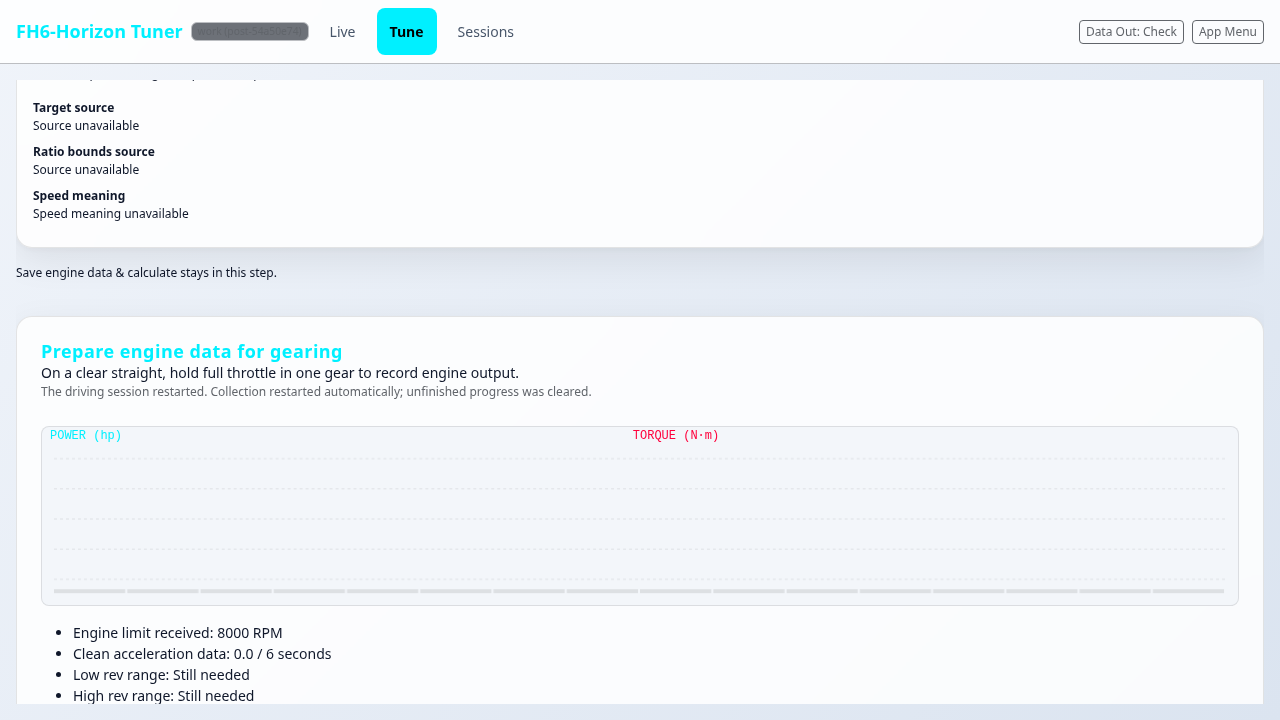 FH6-Horizon Tuner
work (post-54a50e74)
Live
Tune
Sessions
Data Out: Check
App Menu
Target source
Source unavailable
Ratio bounds source
Source unavailable
Speed meaning
Speed meaning unavailable
Save engine data & calculate stays in this step.
Prepare engine data for gearing
On a clear straight, hold full throttle in one gear to record engine output.
The driving session restarted. Collection restarted automatically; unfinished progress was cleared.
POWER (hp)
TORQUE (N·m)
Engine limit received: 8000 RPM
Clean acceleration data: 0.0 / 6 seconds
Low rev range: Still needed
High rev range: Still needed